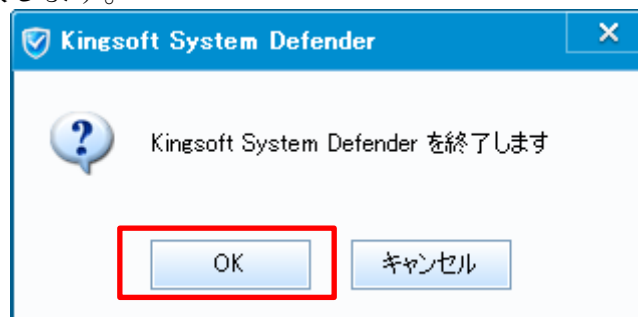 Kingsoft System Defender
Kingsoft System Defender を終了します
OK
キャンセル